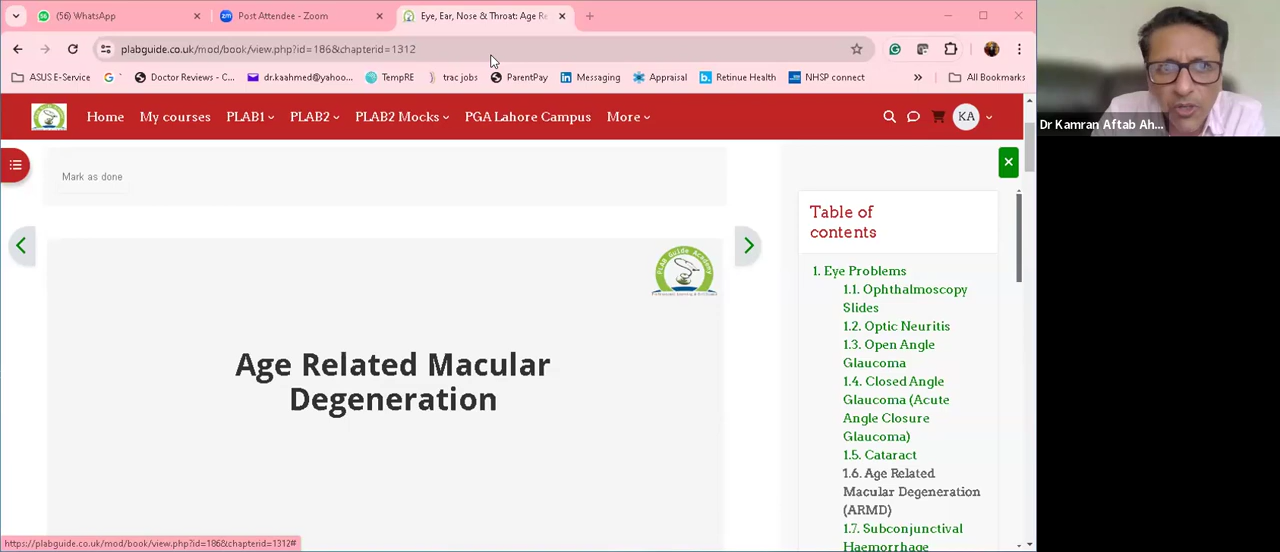 (56) WhatsApp
Post Attendee - Zoom
Eye, Ear, Nose & Throat: Age Re
plabguide.co.uk/mod/book/view.php?id=186&chapterid=1312
ASUS E-Service
Doctor Reviews - C...
dr.kaahmed@yahoo...
TempRE
trac jobs
ParentPay
Messaging
Appraisal
Retinue Health
NHSP connect
»
All Bookmarks
Dr Kamran Aftab Ah...
Home
My courses
PLAB1
PLAB2
PLAB2 Mocks
PGA Lahore Campus
More
KA
Mark as done
Table of
contents
PLAB Guide Academy
Age Related Macular
Degeneration
1. Eye Problems
1.1. Ophthalmoscopy
Slides
1.2. Optic Neuritis
1.3. Open Angle
Glaucoma
1.4. Closed Angle
Glaucoma (Acute
Angle Closure
Glaucoma)
1.5. Cataract
1.6. Age Related
Macular Degeneration
(ARMD)
1.7. Subconjunctival
Haemorrhage
https://plabguide.co.uk/mod/book/view.php?id=186&chapterid=1312#